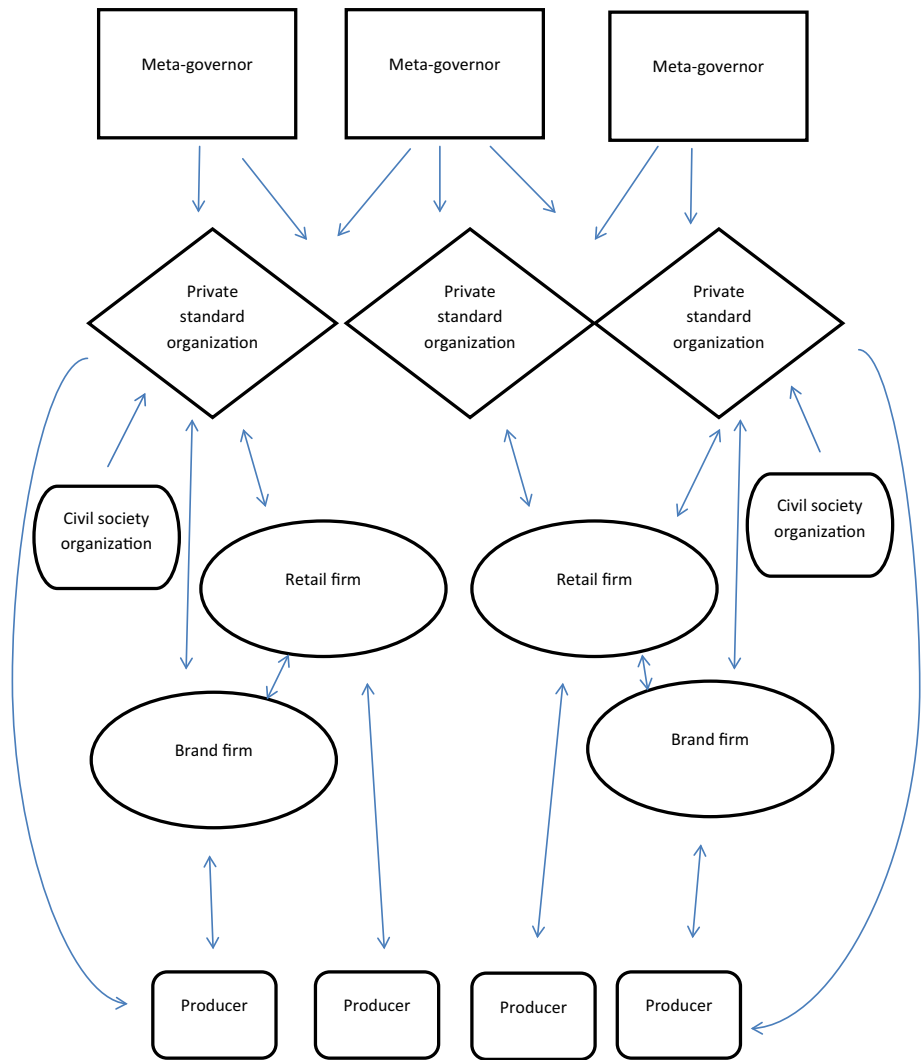 Meta-governor
Meta-governor
Meta-governor
Private
standard
organization
Private
standard
organization
Private
standard
organization
Civil society
organization
Civil society
organization
Retail firm
Retail firm
Brand firm
Brand firm
Producer
Producer
Producer
Producer